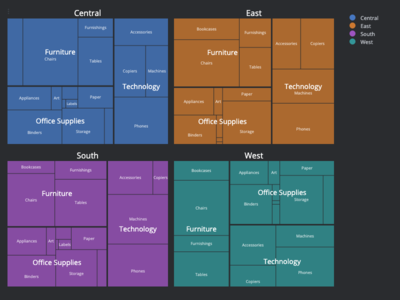 Central
Furnishings
Accessories
Furniture
Chairs
Tables
Copiers
Machines
Technology
Appliances
Art
Paper
Labels
Office Supplies
Binders
Storage
Phones
East
Bookcases
Furnishings
Accessories
Copiers
Furniture
Chairs
Tables
Technology
Machines
Appliances
Art
Paper
Office Supplies
Binders
Storage
Phones
Central
East
South
West
South
Bookcases
Furnishings
Accessories
Copiers
Furniture
Chairs
Tables
Machines
Technology
Appliances
Art
Paper
Labels
Office Supplies
Binders
Storage
Phones
West
Bookcases
Appliances
Art
Paper
Office Supplies
Chairs
Binders
Storage
Furniture
Furnishings
Machines
Accessories
Technology
Tables
Copiers
Phones